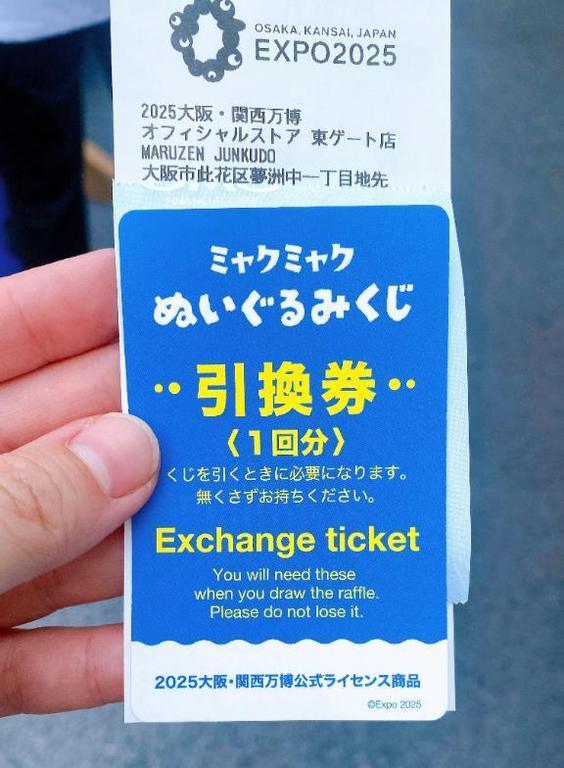 OSAKA, KANSAI, JAPAN
EXPO2025
2025大阪・関西万博
オフィシャルストア 東ゲート店
MARUZEN JUNKUDO
大阪市此花区夢洲中一丁目地先
ミャクミャク
ぬいぐるみくじ
引換券
〈1回分〉
くじを引くときに必要になります。
無くさずお持ちください。
Exchange ticket
You will need these
when you draw the raffle.
Please do not lose it.
2025大阪・関西万博公式ライセンス商品
©Expo 2025